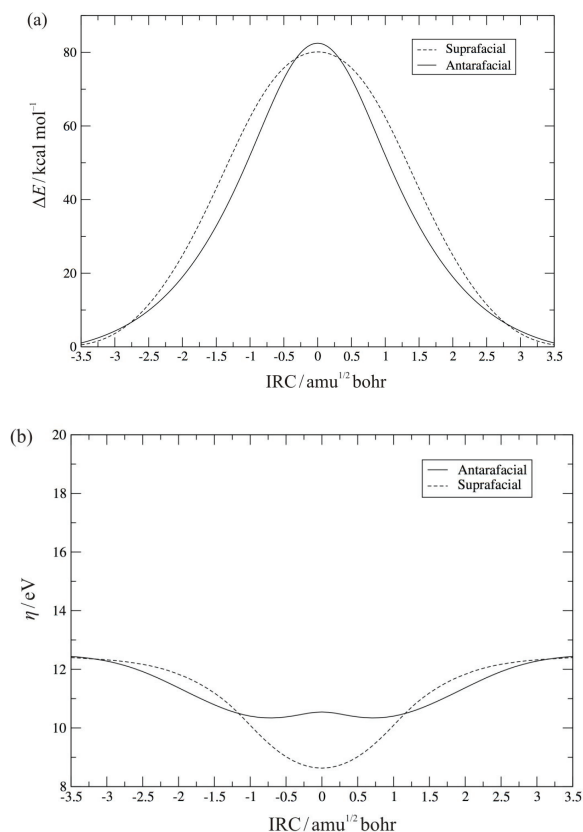 (a)
Suprafacial
Antarafacial
ΔE / kcal mol⁻¹
80
60
40
20
0
-3.5 -3 -2.5 -2 -1.5 -1 -0.5 0 0.5 1 1.5 2 2.5 3 3.5
IRC / amu^1/2 bohr
(b)
Antarafacial
Suprafacial
η / eV
20
18
16
14
12
10
8
-3.5 -3 -2.5 -2 -1.5 -1 -0.5 0 0.5 1 1.5 2 2.5 3 3.5
IRC / amu^1/2 bohr